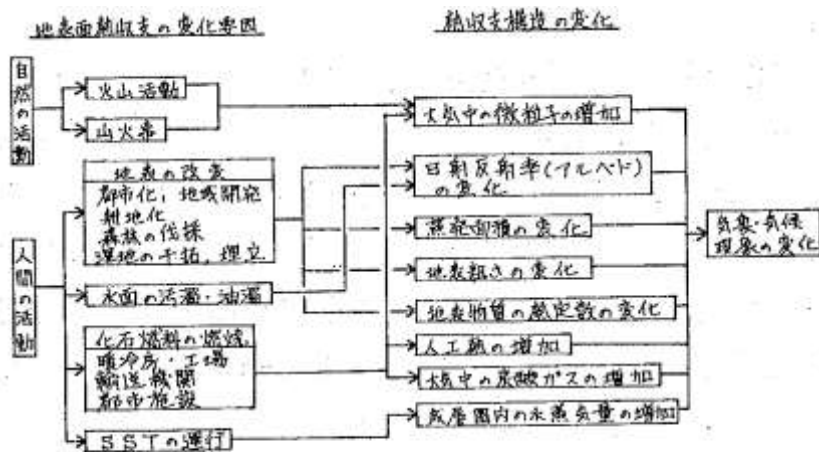 地表面熱収支の変化要因
熱収支構造の変化
自然の活動
火山活動
山火事
大気中の微粒子の増加
地表の改変
都市化,地域開発
耕地化
森林の伐採
湿地の干拓,埋立
日射反射率(アルベド)
の変化
蒸発面積の変化
地表粗さの変化
地表物質の熱定数の変化
気象・気候
現象の変化
人間の活動
水面の汚濁・油濁
化石燃料の燃焼
暖冷房・工場
輸送機関
都市施設
人工熱の増加
大気中の炭酸ガスの増加
SSTの運行
成層圏内の水蒸気量の増加